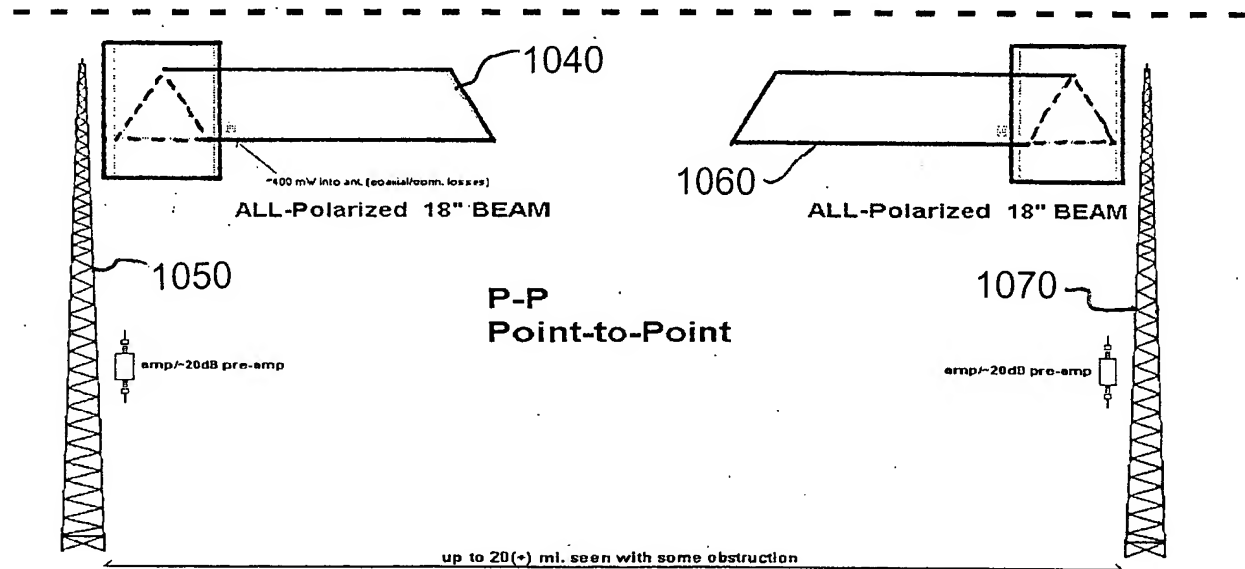 1040
1060
~400 mW into ant. (coaxial/conn. losses)
ALL-Polarized 18" BEAM
ALL-Polarized 18" BEAM
1050
1070
P-P
Point-to-Point
amp/~20dB pre-amp
amp/~20dB pre-amp
up to 20(+) mi. seen with some obstruction